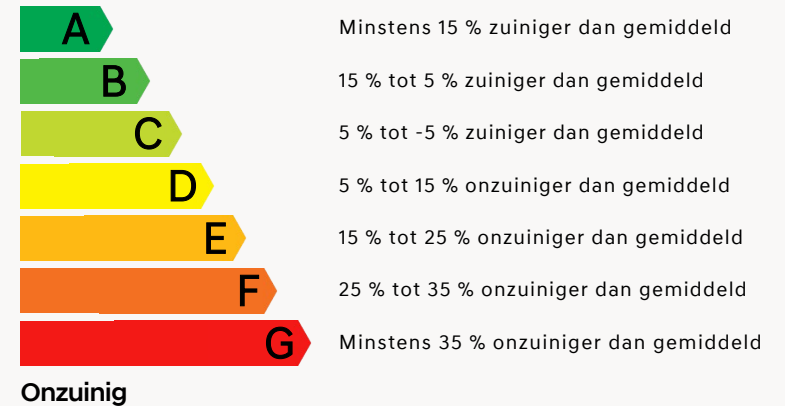 A Minstens 15 % zuiniger dan gemiddeld
B 15 % tot 5 % zuiniger dan gemiddeld
C 5 % tot -5 % zuiniger dan gemiddeld
D 5 % tot 15 % onzuiniger dan gemiddeld
E 15 % tot 25 % onzuiniger dan gemiddeld
F 25 % tot 35 % onzuiniger dan gemiddeld
G Minstens 35 % onzuiniger dan gemiddeld
Onzuinig